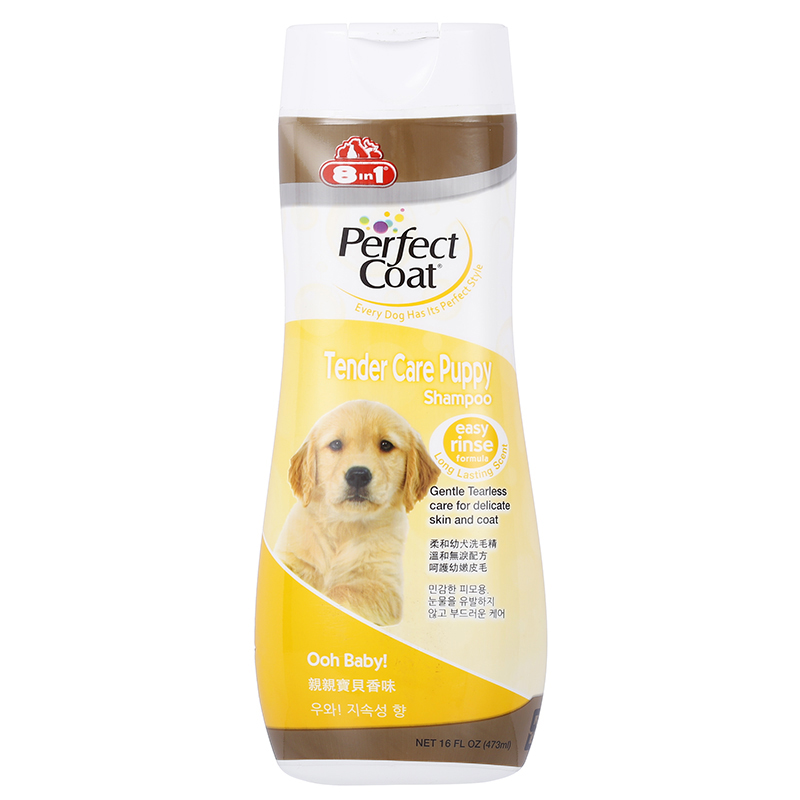 8in1®
Perfect
Coat®
Every Dog Has Its Perfect Style
Tender Care Puppy
Shampoo
easy
rinse
formula
Long Lasting Scent
Gentle Tearless
care for delicate
skin and coat
柔和幼犬洗毛精
溫和無淚配方
呵護幼嫩皮毛
민감한 피모용.
눈물을 유발하지
않고 부드러운 케어
Ooh Baby!
親親寶貝香味
우와! 지속성 향
NET 16 FL OZ (473ml)